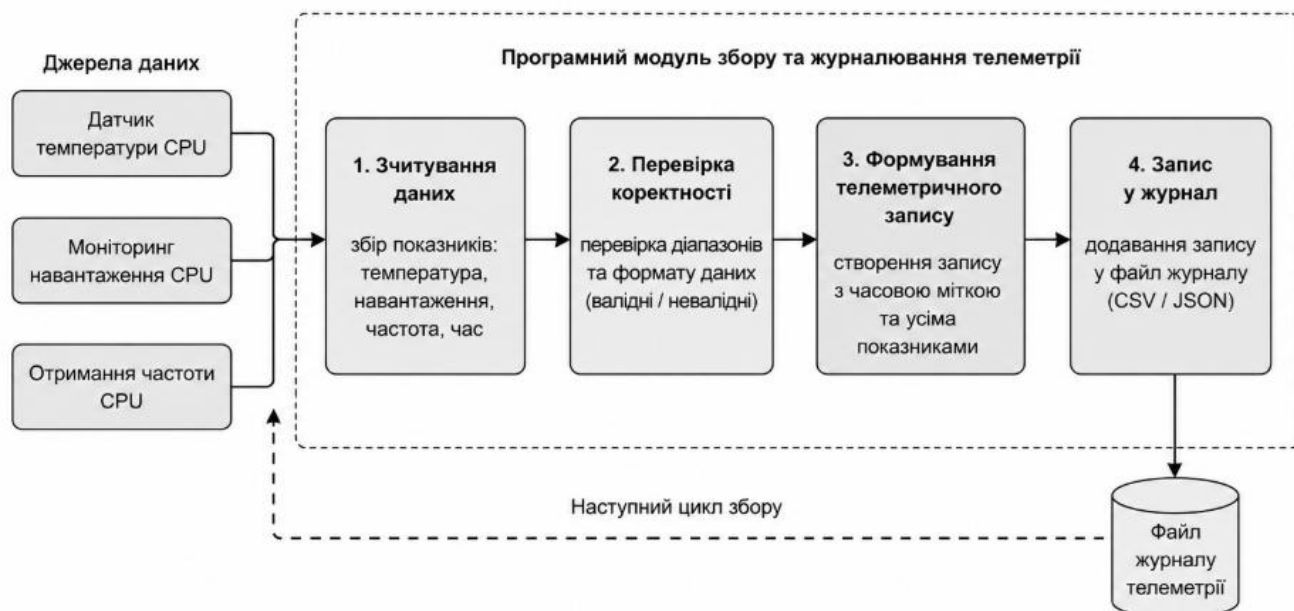 Джерела даних
Датчик
температури CPU
Моніторинг
навантаження CPU
Отримання частоти
CPU
Програмний модуль збору та журналювання телеметрії
1. Зчитування
даних
збір показників:
температура,
навантаження,
частота, час
2. Перевірка
коректності
перевірка діапазонів
та формату даних
(валідні / невалідні)
3. Формування
телеметричного
запису
створення запису
з часовою міткою
та усіма
показниками
4. Запис
у журнал
додавання запису
у файл журналу
(CSV / JSON)
Наступний цикл збору
Файл
журналу
телеметрії